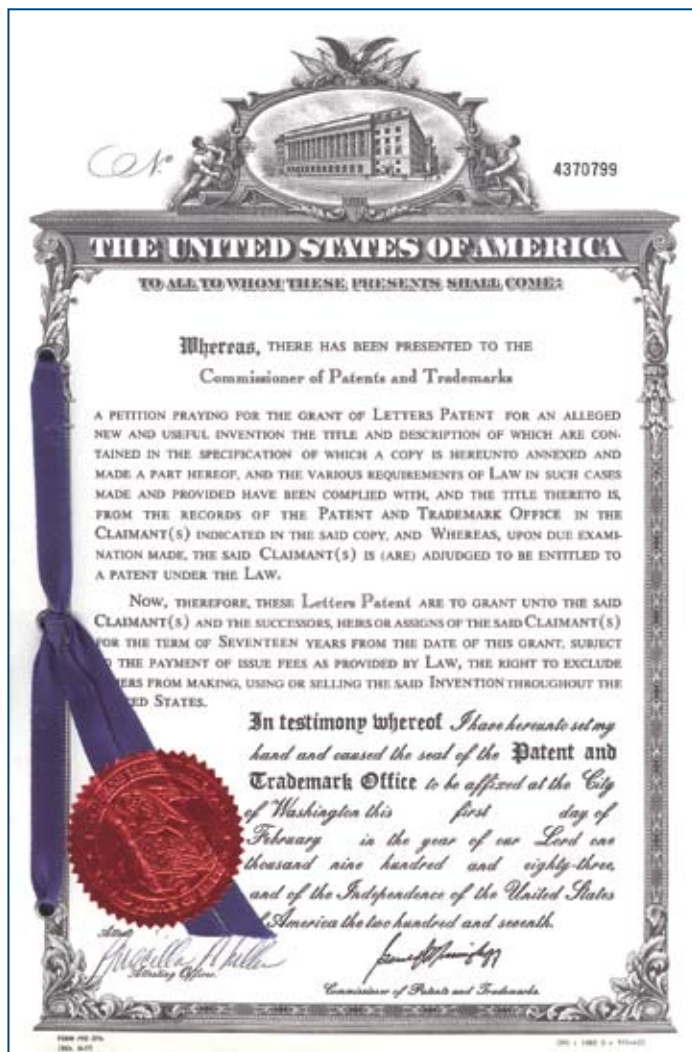 No.
4370799
THE UNITED STATES OF AMERICA
TO ALL TO WHOM THESE PRESENTS SHALL COME:
Whereas, THERE HAS BEEN PRESENTED TO THE
Commissioner of Patents and Trademarks
A PETITION PRAYING FOR THE GRANT OF LETTERS PATENT FOR AN ALLEGED
NEW AND USEFUL INVENTION THE TITLE AND DESCRIPTION OF WHICH ARE CON-
TAINED IN THE SPECIFICATION OF WHICH A COPY IS HEREUNTO ANNEXED AND
MADE A PART HEREOF, AND THE VARIOUS REQUIREMENTS OF LAW IN SUCH CASES
MADE AND PROVIDED HAVE BEEN COMPLIED WITH, AND THE TITLE THERETO IS,
FROM THE RECORDS OF THE PATENT AND TRADEMARK OFFICE IN THE
CLAIMANT(S) INDICATED IN THE SAID COPY, AND WHEREAS, UPON DUE EXAMI-
NATION MADE, THE SAID CLAIMANT(S) IS (ARE) ADJUDGED TO BE ENTITLED TO
A PATENT UNDER THE LAW.
NOW, THEREFORE, THESE Letters Patent ARE TO GRANT UNTO THE SAID
CLAIMANT(S) AND THE SUCCESSORS, HEIRS OR ASSIGNS OF THE SAID CLAIMANT(S)
FOR THE TERM OF SEVENTEEN YEARS FROM THE DATE OF THIS GRANT, SUBJECT
TO THE PAYMENT OF ISSUE FEES AS PROVIDED BY LAW, THE RIGHT TO EXCLUDE
OTHERS FROM MAKING, USING OR SELLING THE SAID INVENTION THROUGHOUT THE
UNITED STATES.
In testimony whereof I have hereunto set my
hand and caused the seal of the Patent and
Trademark Office to be affixed at the City
of Washington this first day of
February in the year of our Lord one
thousand nine hundred and eighty-three,
and of the Independence of the United States
of America the two hundred and seventh.
Attest
Attesting Officer.
Commissioner of Patents and Trademarks.